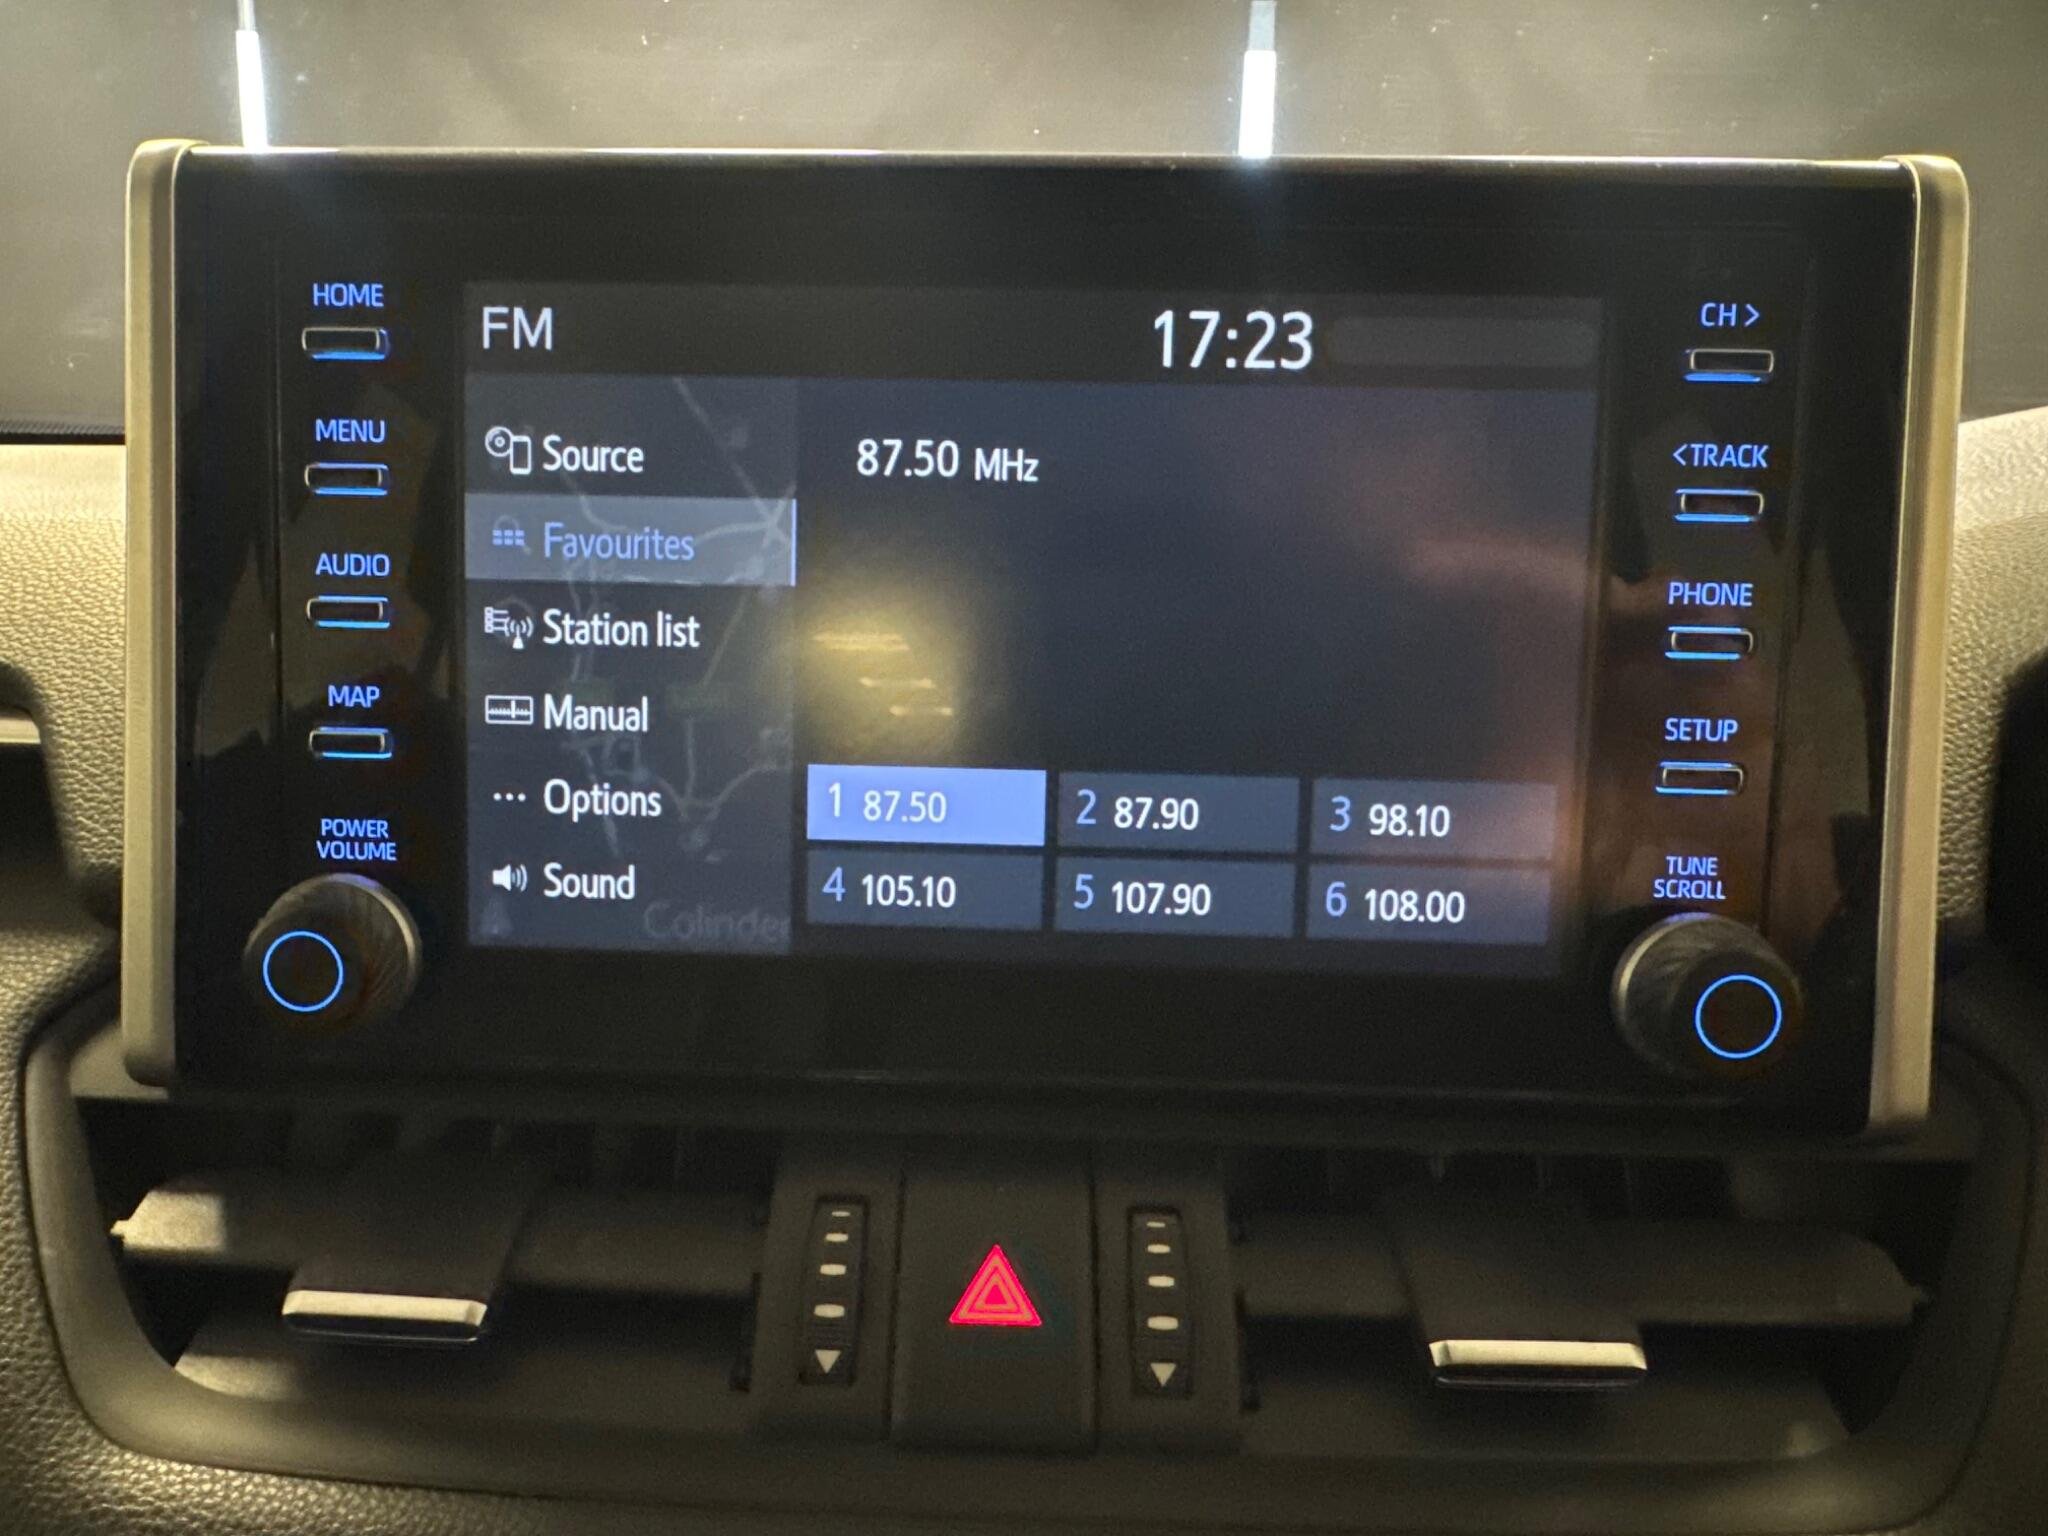 HOME
MENU
AUDIO
MAP
POWER
VOLUME
FM
17:23
Source
Favourites
Station list
Manual
Options
Sound
87.50 MHz
1 87.50
2 87.90
3 98.10
4 105.10
5 107.90
6 108.00
CH >
<TRACK
PHONE
SETUP
TUNE
SCROLL